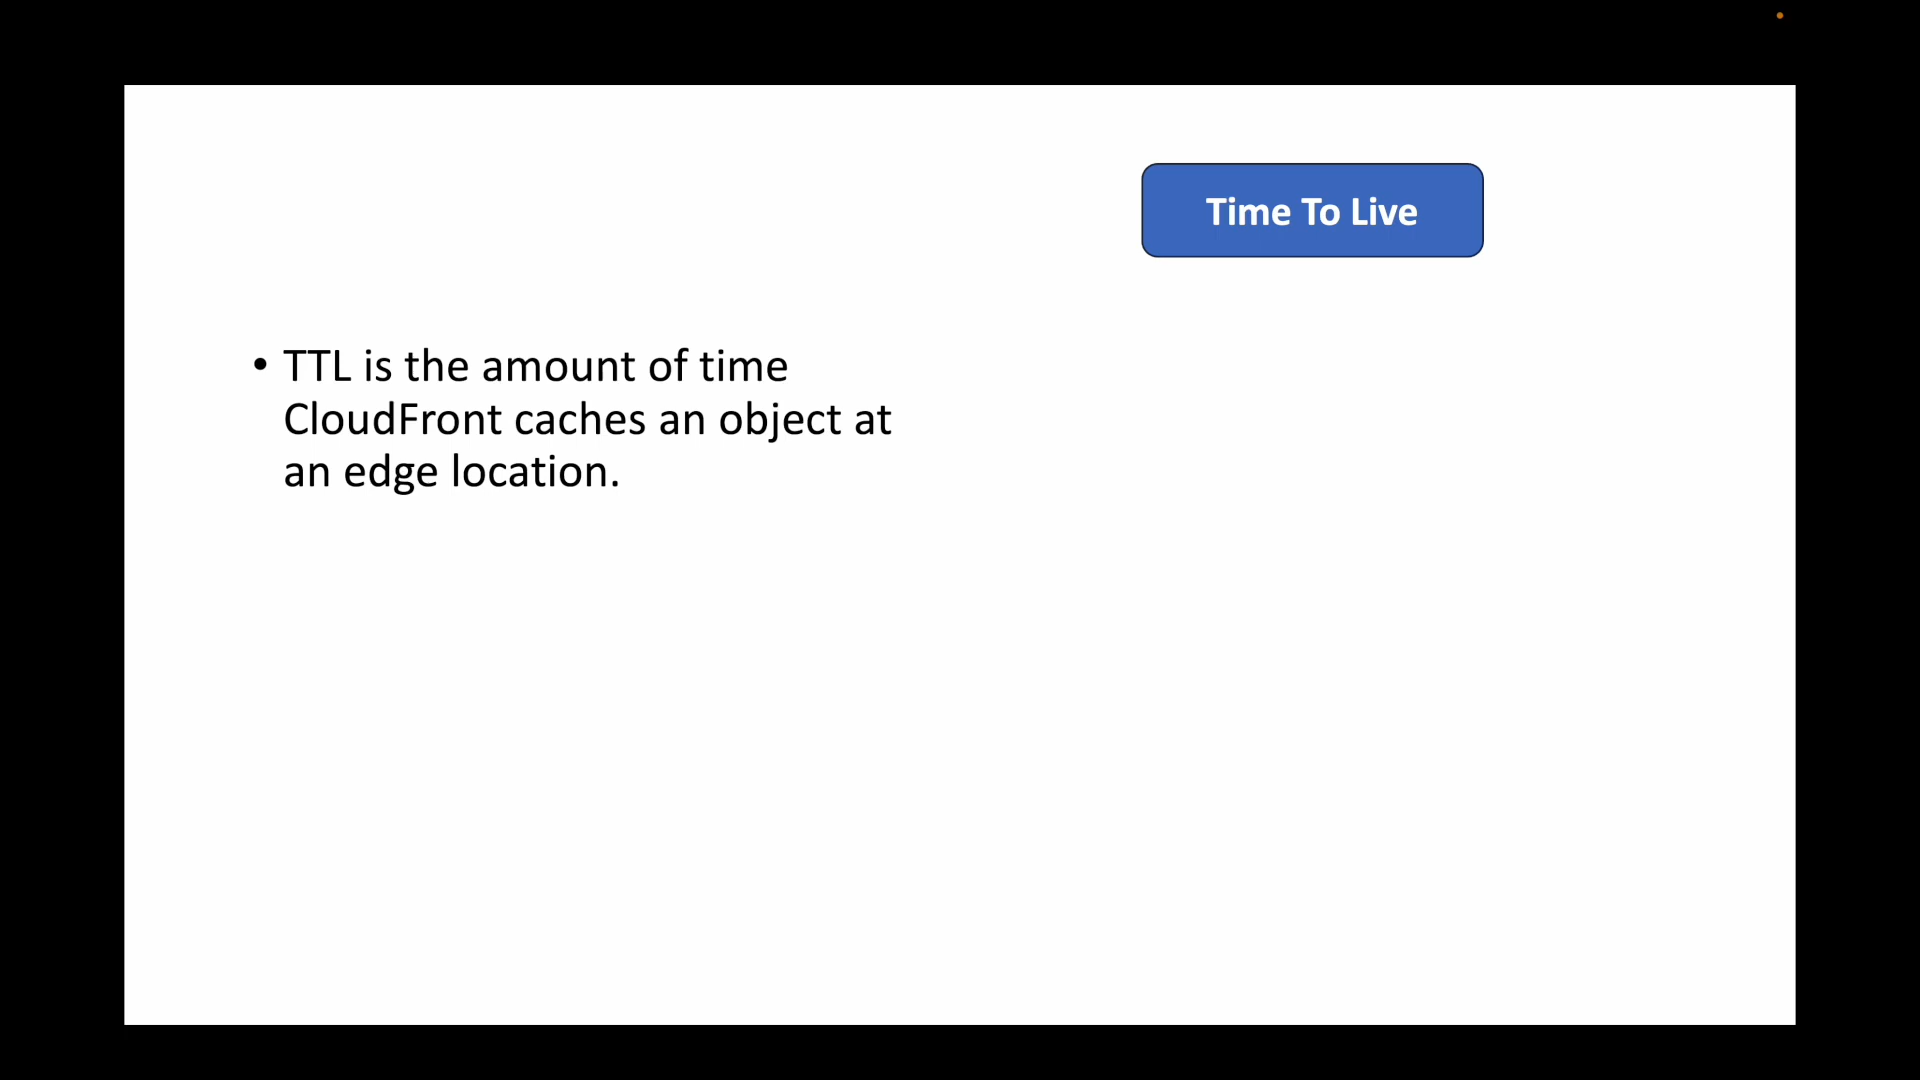 Time To Live
• TTL is the amount of time
CloudFront caches an object at
an edge location.